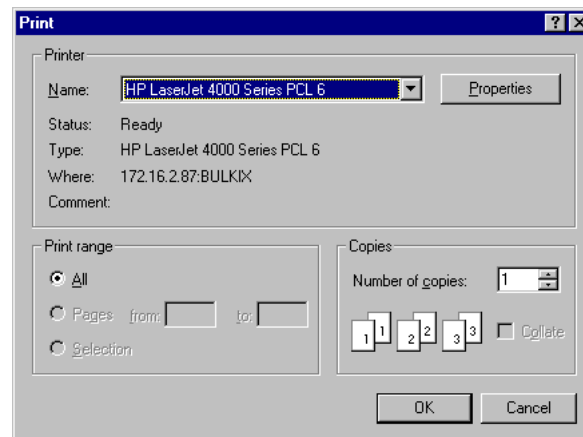 Print
Printer
Name: HP LaserJet 4000 Series PCL 6 Properties
Status: Ready
Type: HP LaserJet 4000 Series PCL 6
Where: 172.16.2.87:BULKIX
Comment:
Print range
All
Pages from: to:
Selection
Copies
Number of copies: 1
1 1 2 2 3 3 Collate
OK Cancel